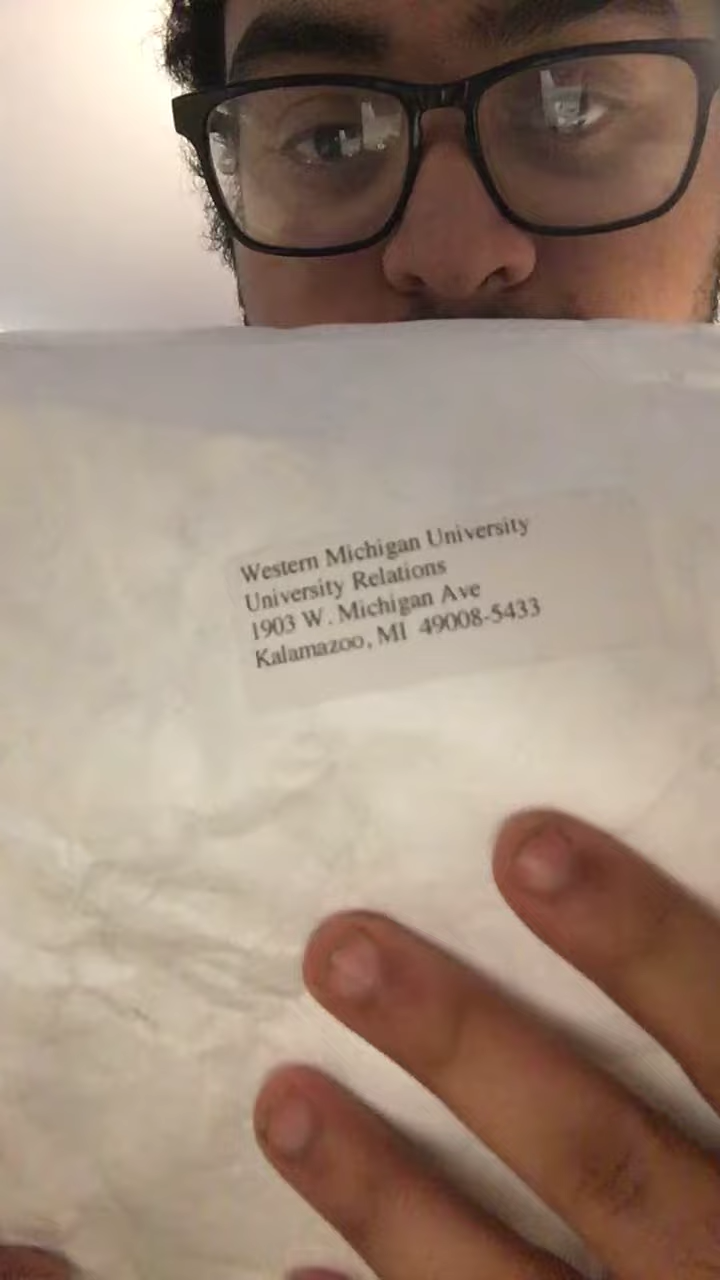 Western Michigan University
University Relations
1903 W. Michigan Ave
Kalamazoo, MI 49008-5433